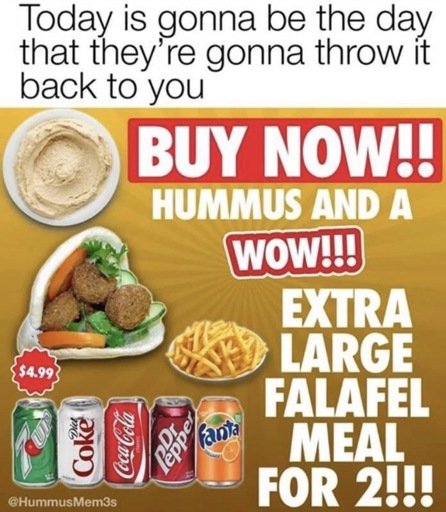 Today is gonna be the day
that they're gonna throw it
back to you
BUY NOW!!
HUMMUS AND A
WOW!!!
EXTRA
LARGE
FALAFEL
MEAL
FOR 2!!!
$4.99
7up
Diet Coke
Coca-Cola
Dr Pepper
Fanta
@HummusMem3s